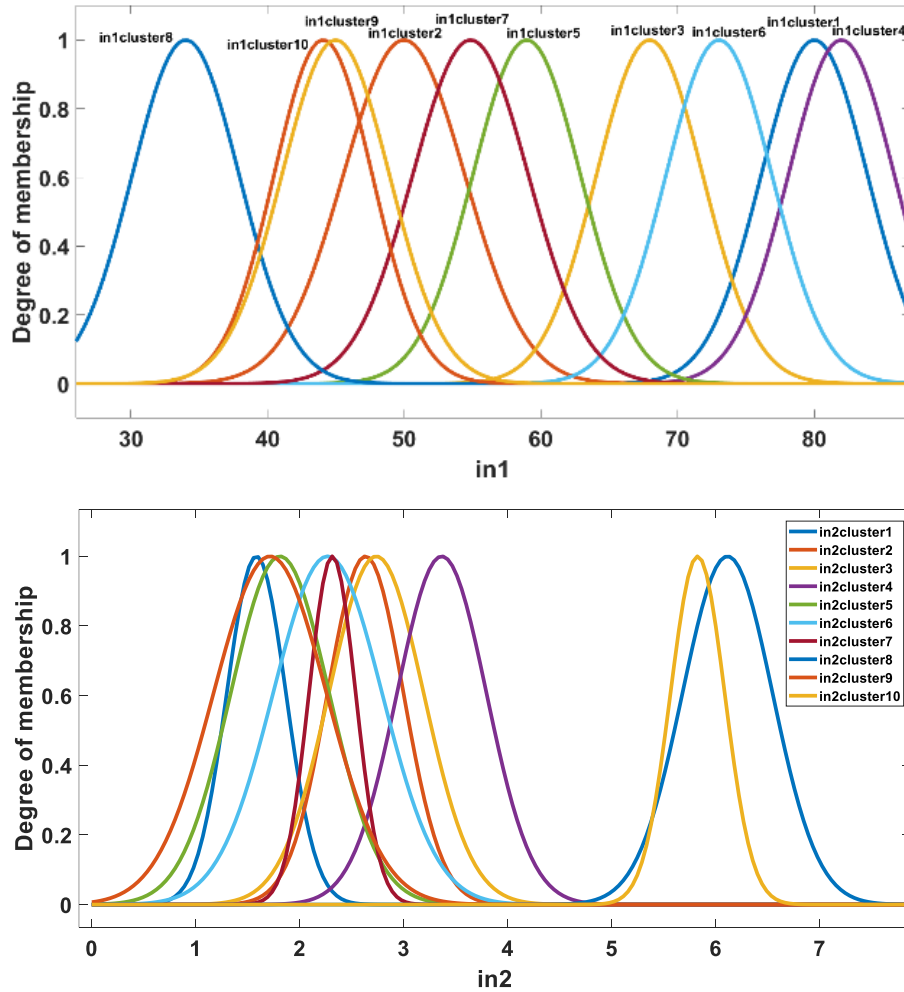 in1cluster8
in1cluster10
in1cluster9
in1cluster2
in1cluster7
in1cluster5
in1cluster3
in1cluster6
in1cluster1
in1cluster4
1
0.8
0.6
0.4
0.2
0
Degree of membership
30 40 50 60 70 80
in1
1
0.8
0.6
0.4
0.2
0
Degree of membership
in2cluster1
in2cluster2
in2cluster3
in2cluster4
in2cluster5
in2cluster6
in2cluster7
in2cluster8
in2cluster9
in2cluster10
0 1 2 3 4 5 6 7
in2